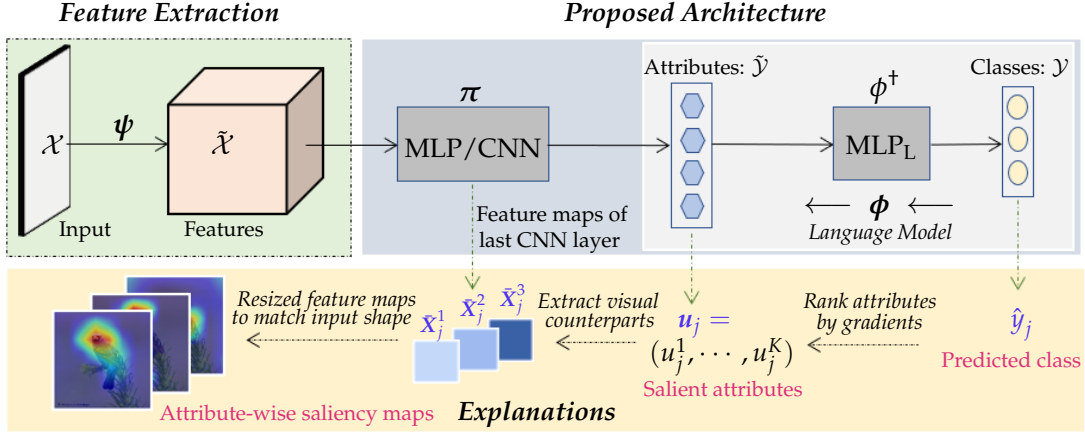 Feature Extraction
Proposed Architecture
Attributes: 𝒴̃
Classes: 𝒴
π
ϕ†
𝒳
ψ
𝒳̃
MLP/CNN
MLP_L
Input
Features
Feature maps of
last CNN layer
← ϕ ←
Language Model
Resized feature maps
to match input shape
X̄_j^1
X̄_j^2
X̄_j^3
Extract visual
counterparts
u_j =
(u_j^1, ⋯ , u_j^K)
Salient attributes
Rank attributes
by gradients
ŷ_j
Predicted class
Attribute-wise saliency maps
Explanations